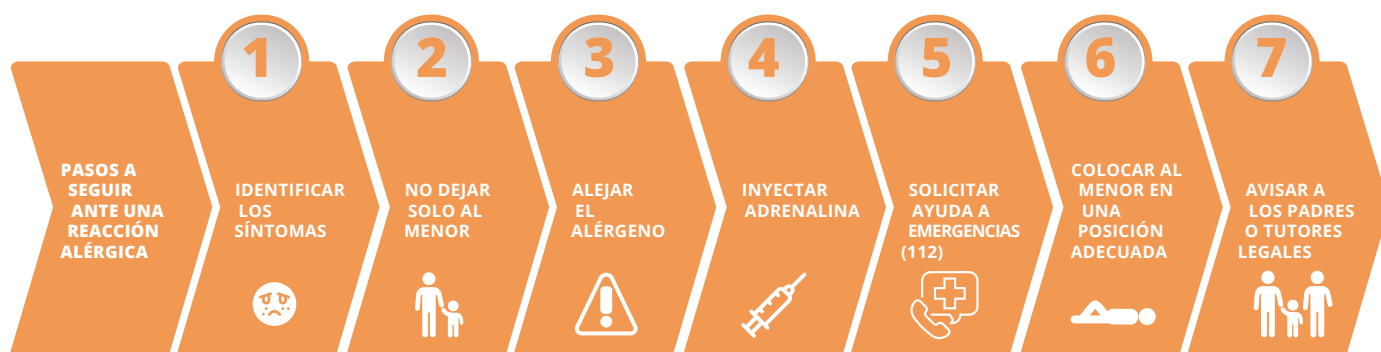 PASOS A
SEGUIR
ANTE UNA
REACCIÓN
ALÉRGICA
1
IDENTIFICAR
LOS
SÍNTOMAS
2
NO DEJAR
SOLO AL
MENOR
3
ALEJAR
EL
ALÉRGENO
4
INYECTAR
ADRENALINA
5
SOLICITAR
AYUDA A
EMERGENCIAS
(112)
6
COLOCAR AL
MENOR EN
UNA
POSICIÓN
ADECUADA
7
AVISAR A
LOS PADRES
O TUTORES
LEGALES